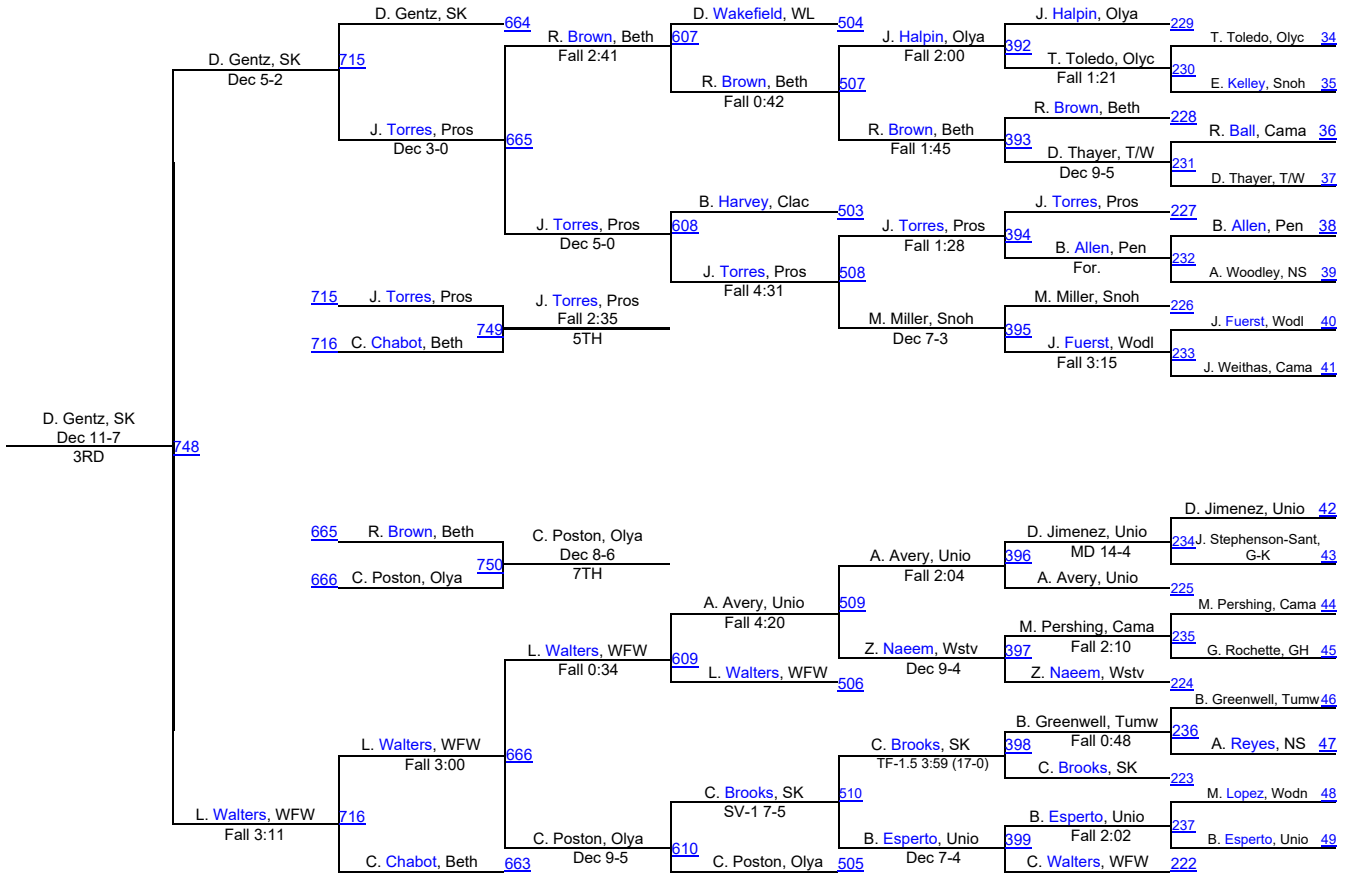 D. Gentz, SK
664
D. Wakefield, WL
504
J. Halpin, Olya
229
T. Toledo, Olyc 34
R. Brown, Beth
607
Fall 2:41
J. Halpin, Olya
392
Fall 2:00
T. Toledo, Olyc
230
Fall 1:21
E. Kelley, Snoh 35
D. Gentz, SK
715
Dec 5-2
R. Brown, Beth
507
Fall 0:42
R. Brown, Beth
228
R. Ball, Cama 36
J. Torres, Pros
665
Dec 3-0
R. Brown, Beth
393
Fall 1:45
D. Thayer, T/W
231
Dec 9-5
D. Thayer, T/W 37
B. Harvey, Clac
503
J. Torres, Pros
227
B. Allen, Pen 38
J. Torres, Pros
608
Dec 5-0
J. Torres, Pros
394
Fall 1:28
B. Allen, Pen
232
For.
A. Woodley, NS 39
J. Torres, Pros
508
Fall 4:31
715 J. Torres, Pros
J. Torres, Pros
Fall 2:35
749
5TH
716 C. Chabot, Beth
M. Miller, Snoh
226
J. Fuerst, Wodl 40
M. Miller, Snoh
395
Dec 7-3
J. Fuerst, Wodl
233
Fall 3:15
J. Weithas, Cama 41
D. Gentz, SK
Dec 11-7
748
3RD
D. Jimenez, Unio 42
665 R. Brown, Beth
C. Poston, Olya
Dec 8-6
750
7TH
666 C. Poston, Olya
D. Jimenez, Unio
234
MD 14-4
J. Stephenson-Sant,
G-K 43
A. Avery, Unio
396
Fall 2:04
A. Avery, Unio
225
M. Pershing, Cama 44
A. Avery, Unio
509
Fall 4:20
M. Pershing, Cama
235
Fall 2:10
G. Rochette, GH 45
L. Walters, WFW
609
Fall 0:34
Z. Naeem, Wstv
397
Dec 9-4
L. Walters, WFW
506
Z. Naeem, Wstv
224
B. Greenwell, Tumw 46
B. Greenwell, Tumw
236
Fall 0:48
A. Reyes, NS 47
L. Walters, WFW
666
Fall 3:00
C. Brooks, SK
398
TF-1.5 3:59 (17-0)
C. Brooks, SK
223
C. Brooks, SK
510
SV-1 7-5
M. Lopez, Wodn 48
L. Walters, WFW
716
Fall 3:11
B. Esperto, Unio
237
Fall 2:02
B. Esperto, Unio 49
C. Poston, Olya
610
Dec 9-5
B. Esperto, Unio
399
Dec 7-4
C. Chabot, Beth
663
C. Poston, Olya
505
C. Walters, WFW
222